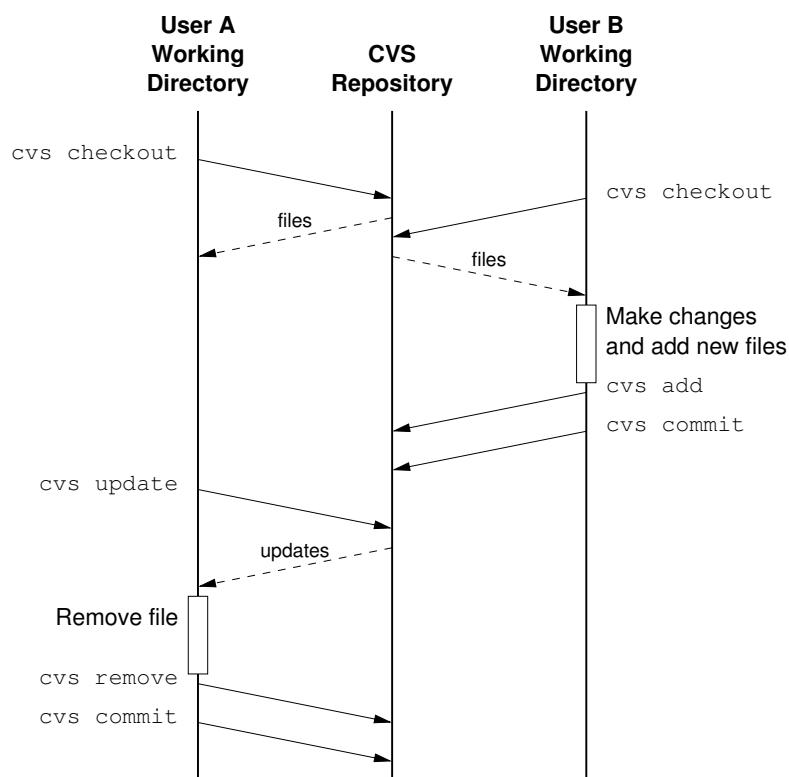 User A
Working
Directory
CVS
Repository
User B
Working
Directory
cvs checkout
cvs checkout
files
files
Make changes
and add new files
cvs add
cvs commit
cvs update
updates
Remove file
cvs remove
cvs commit